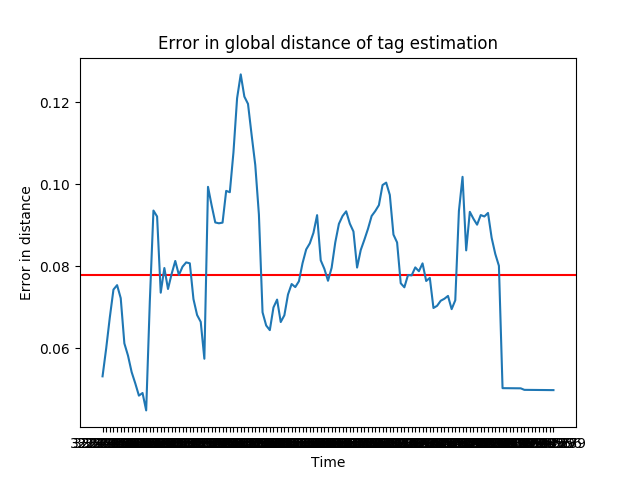 Error in global distance of tag estimation
0.12
0.10
0.08
0.06
Error in distance
Time